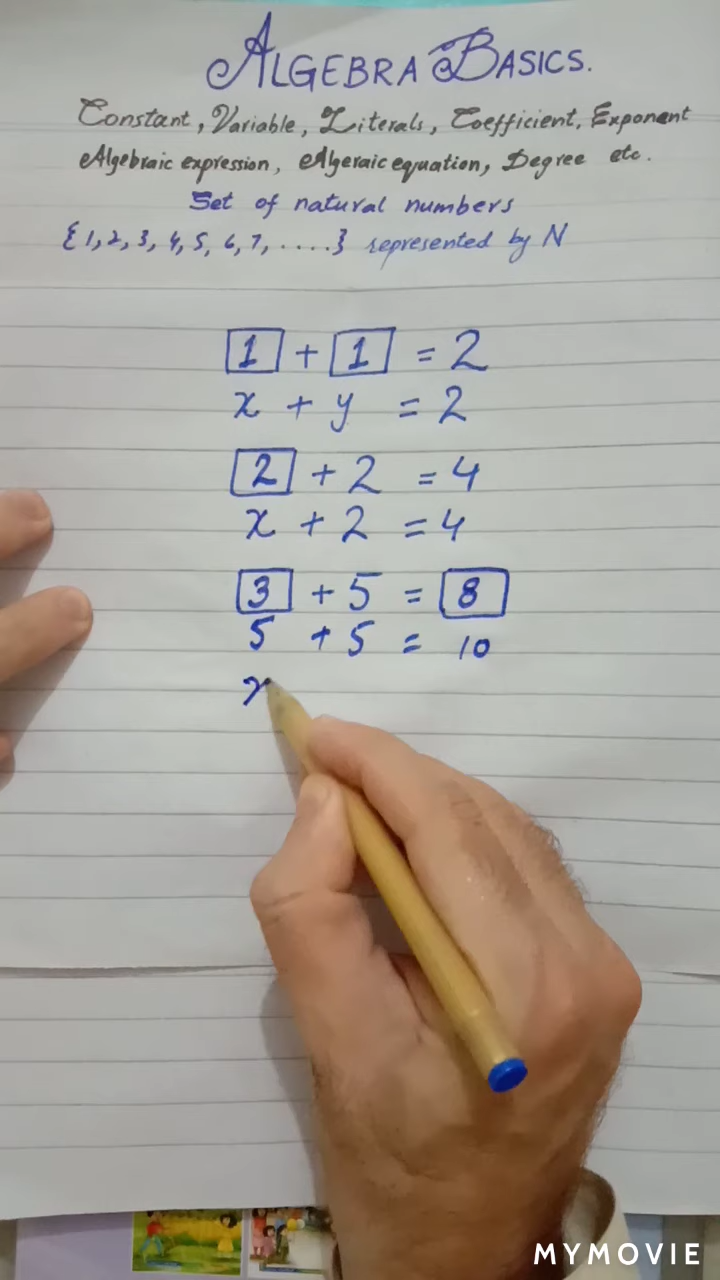 ALGEBRA BASICS.
Constant, Variable, Literals, Coefficient, Exponent
Algebraic expression, Algeraic equation, Degree etc.
Set of natural numbers
{1, 2, 3, 4, 5, 6, 7, .....} represented by N
1 + 1 = 2
x + y = 2
2 + 2 = 4
x + 2 = 4
3 + 5 = 8
5 + 5 = 10
x
MYMOVIE